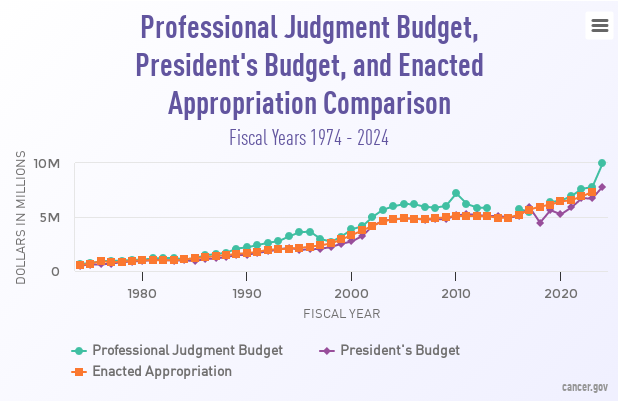 Professional Judgment Budget,
President's Budget, and Enacted
Appropriation Comparison
Fiscal Years 1974 - 2024
DOLLARS IN MILLIONS
10M
5M
0
1980
1990
2000
2010
2020
FISCAL YEAR
Professional Judgment Budget
President's Budget
Enacted Appropriation
cancer.gov